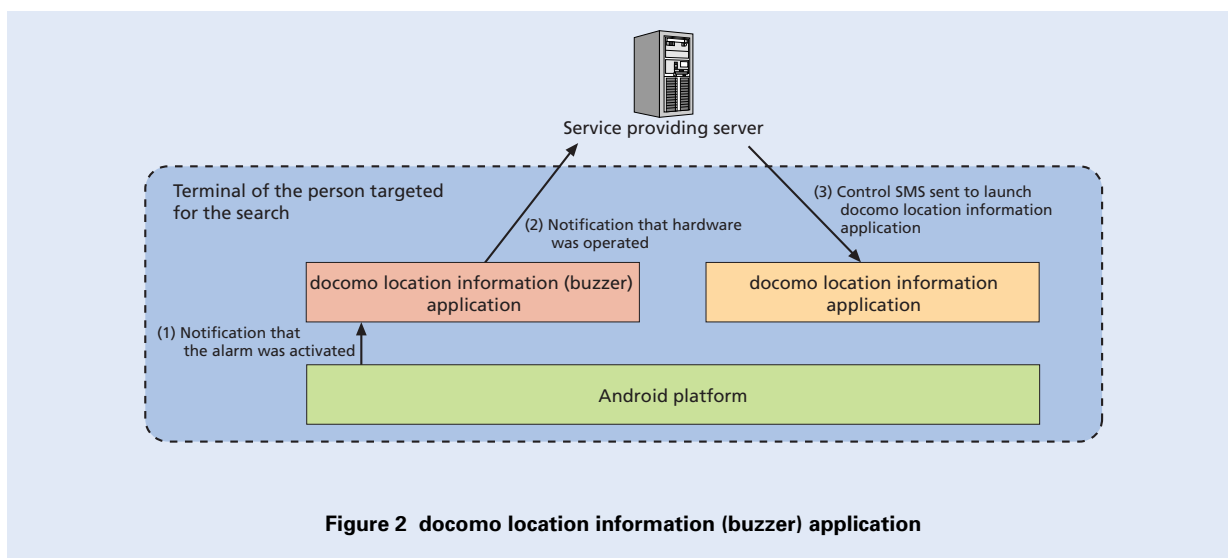 Service providing server
Terminal of the person targeted
for the search
(3) Control SMS sent to launch
docomo location information
application
(2) Notification that hardware
was operated
docomo location information (buzzer)
application
docomo location information
application
(1) Notification that
the alarm was activated
Android platform
Figure 2 docomo location information (buzzer) application